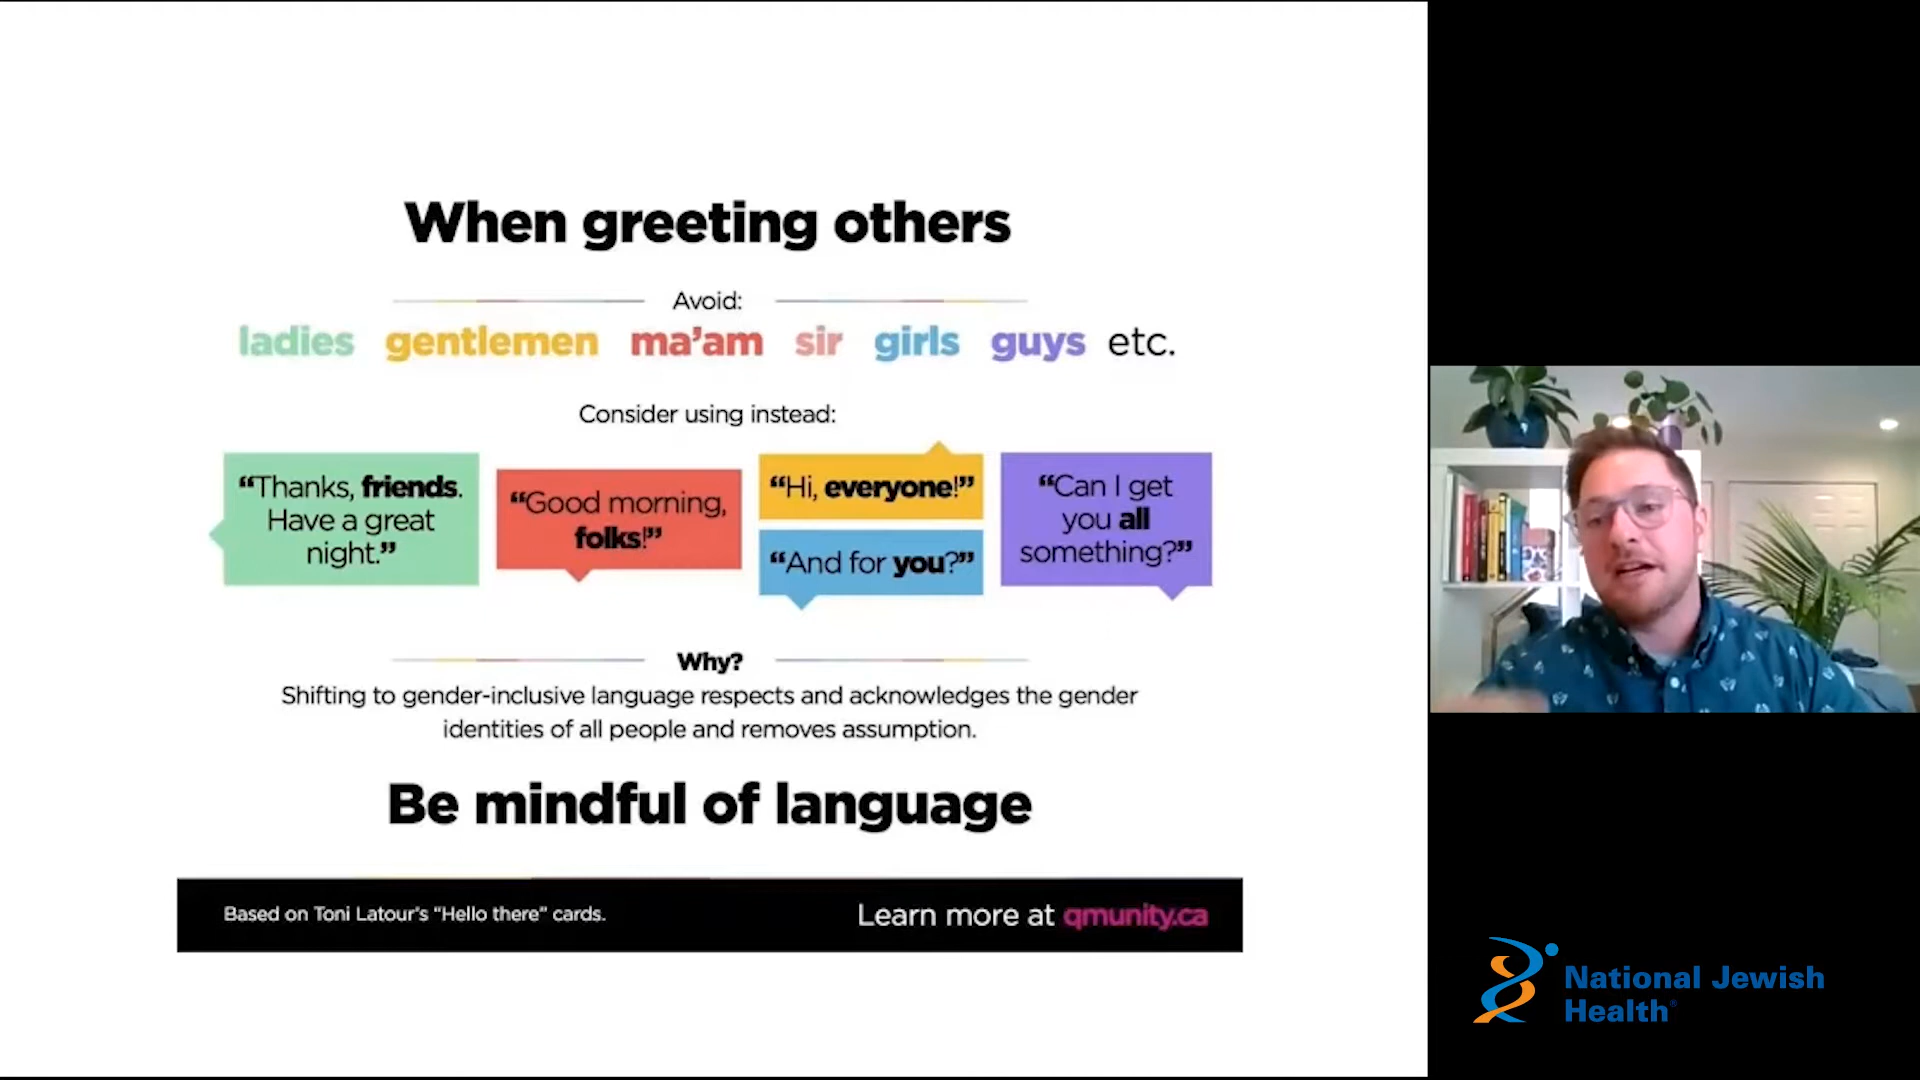 When greeting others
Avoid:
ladies gentlemen ma’am sir girls guys etc.
Consider using instead:
“Thanks, friends.
Have a great
night.”
“Good morning,
folks!”
“Hi, everyone!”
“And for you?”
“Can I get
you all
something?”
Why?
Shifting to gender-inclusive language respects and acknowledges the gender
identities of all people and removes assumption.
Be mindful of language
Based on Toni Latour's "Hello there" cards.
Learn more at qmunity.ca
National Jewish
Health®